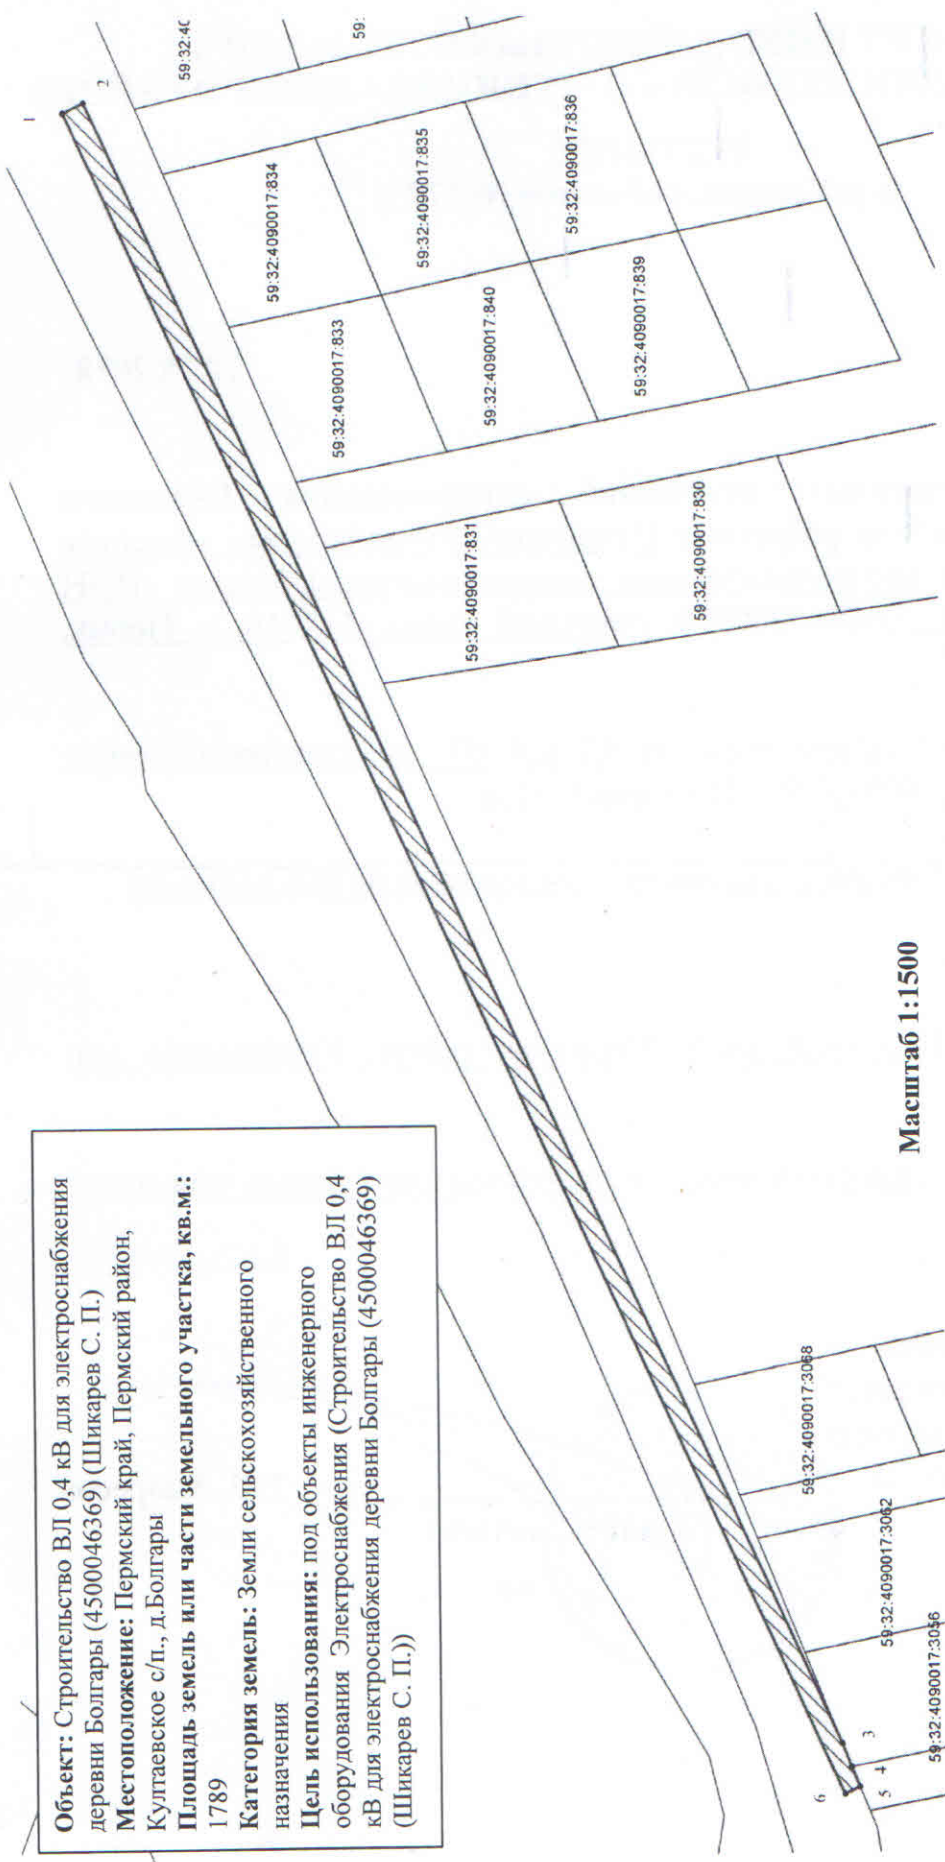 Объект: Строительство ВЛ 0,4 кВ для электроснабжения
деревни Болгары (4500046369) (Шикарев С. П.)
Местоположение: Пермский край, Пермский район,
Култаевское с/п., д.Болгары
Площадь земель или части земельного участка, кв.м.:
1789
Категория земель: Земли сельскохозяйственного
назначения
Цель использования: под объекты инженерного
оборудования Электроснабжения (Строительство ВЛ 0,4
кВ для электроснабжения деревни Болгары (4500046369)
(Шикарев С. П.))
1
2
59:32:4
59:
59:32:4090017:834
59:32:4090017:835
59:32:4090017:836
59:32:4090017:833
59:32:4090017:840
59:32:4090017:839
59:32:4090017:831
59:32:4090017:830
59:32:4090017:3068
59:32:4090017:3062
59:32:4090017:3056
6
5
4
3
Масштаб 1:1500